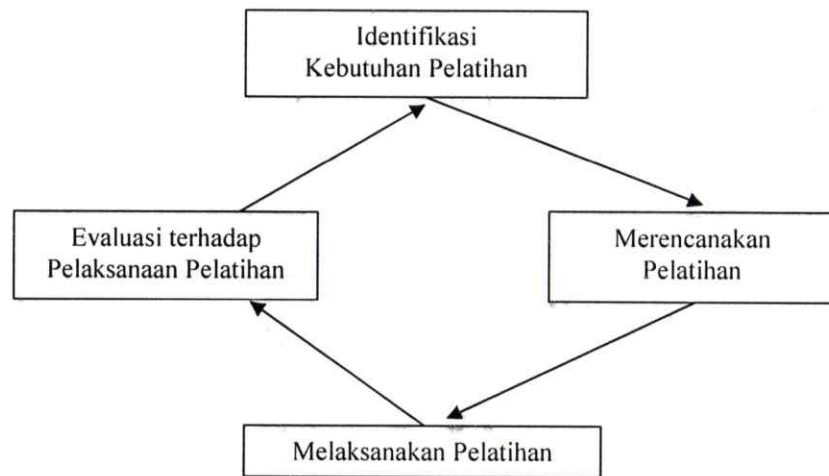 Identifikasi
Kebutuhan Pelatihan
Evaluasi terhadap
Pelaksanaan Pelatihan
Merencanakan
Pelatihan
Melaksanakan Pelatihan